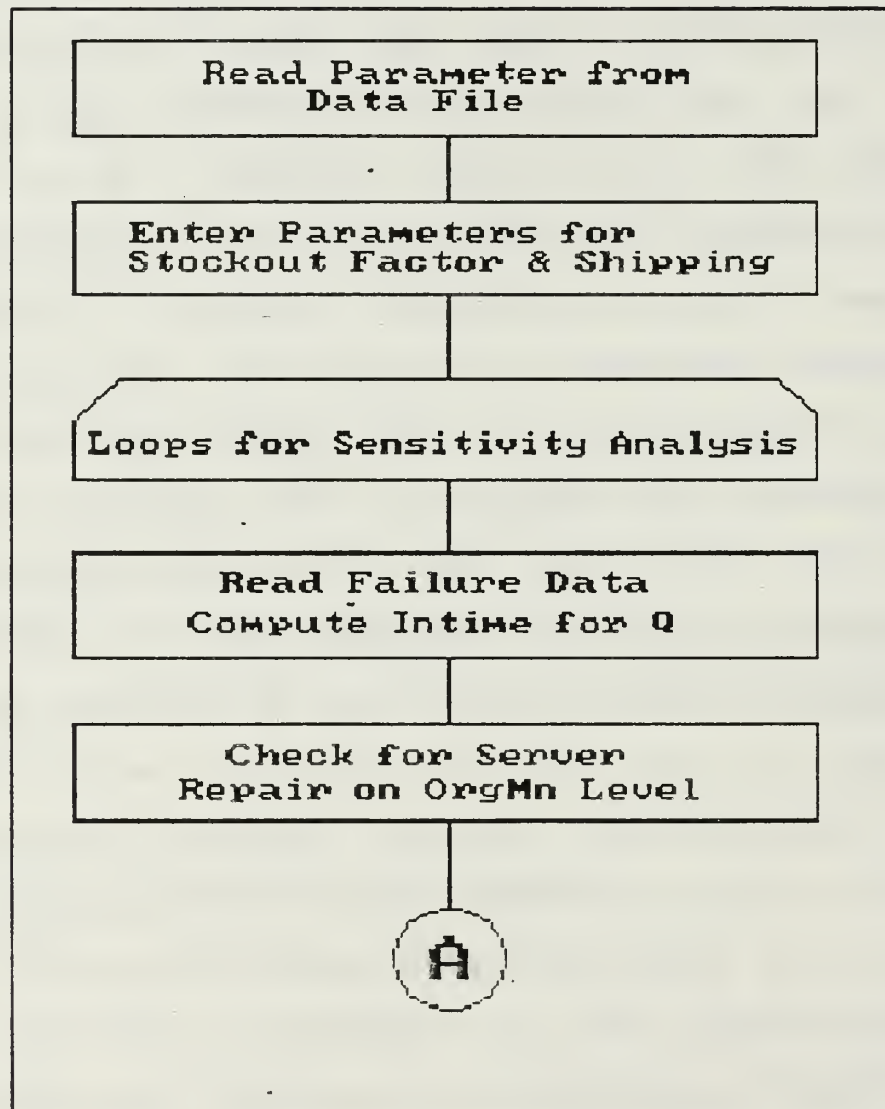 Read Parameter from
Data File
Enter Parameters for
Stockout Factor & Shipping
Loops for Sensitivity Analysis
Read Failure Data
Compute Intime for Q
Check for Server
Repair on OrgMn Level
A